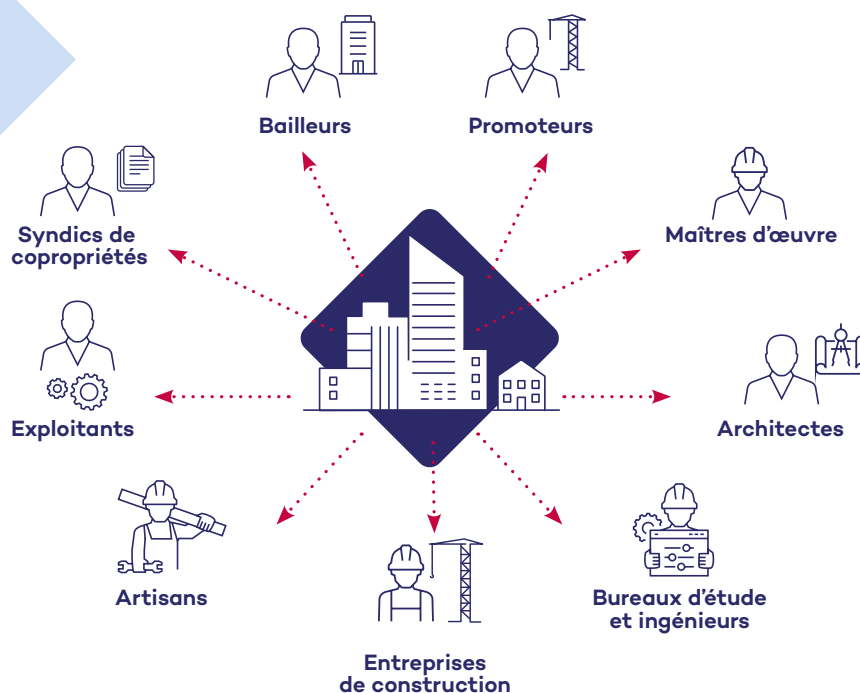 Bailleurs
Promoteurs
Syndics de
copropriétés
Maîtres d'œuvre
Exploitants
Architectes
Artisans
Bureaux d'étude
et ingénieurs
Entreprises
de construction